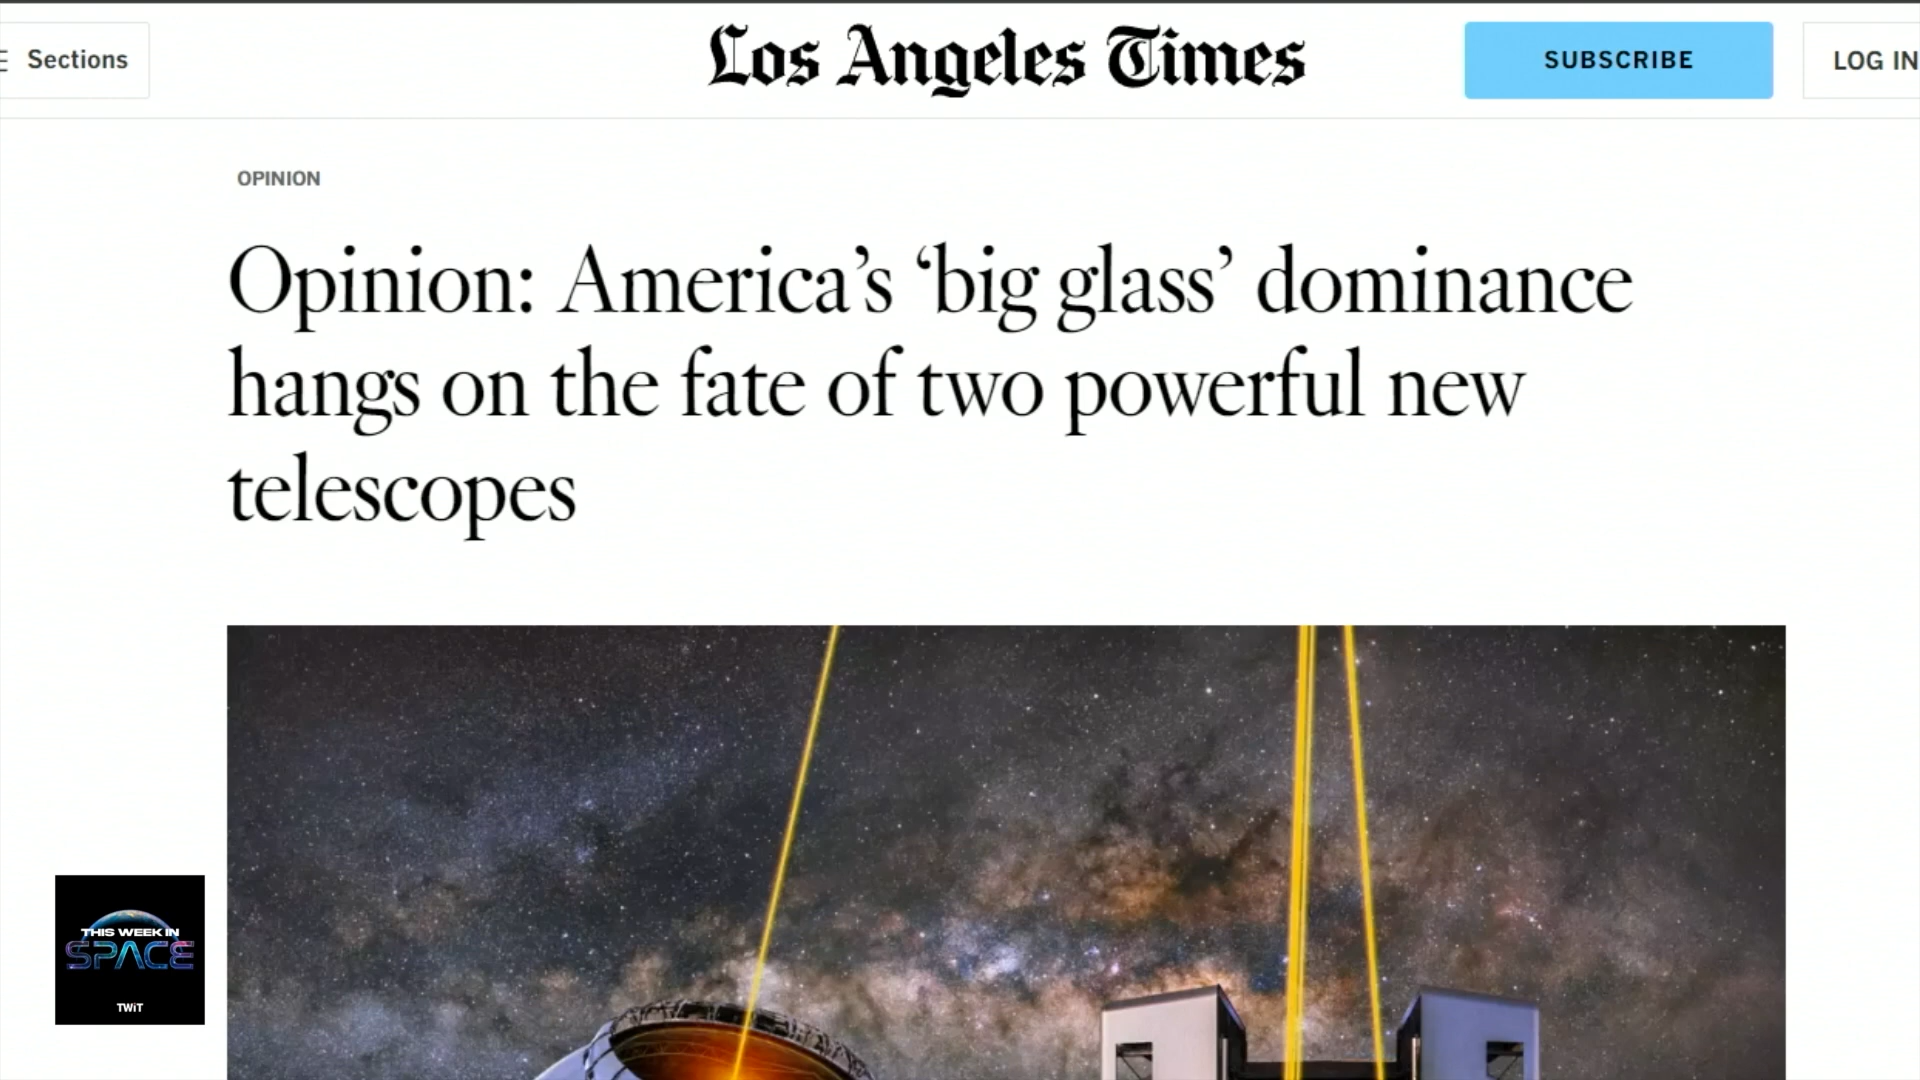 Sections
Los Angeles Times
SUBSCRIBE
LOG IN
OPINION
Opinion: America’s ‘big glass’ dominance
hangs on the fate of two powerful new
telescopes
THIS WEEK IN
SPACE
TWiT